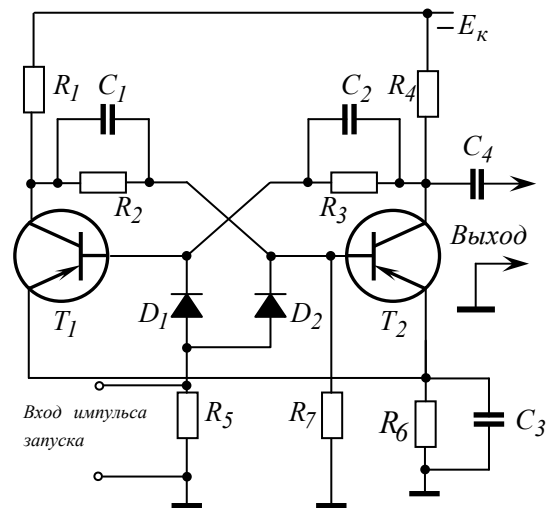 −Eк
R1
C1
C2
R4
C4
R2
R3
Выход
T1
D1
D2
T2
Вход импульса
запуска
R5
R7
R6
C3